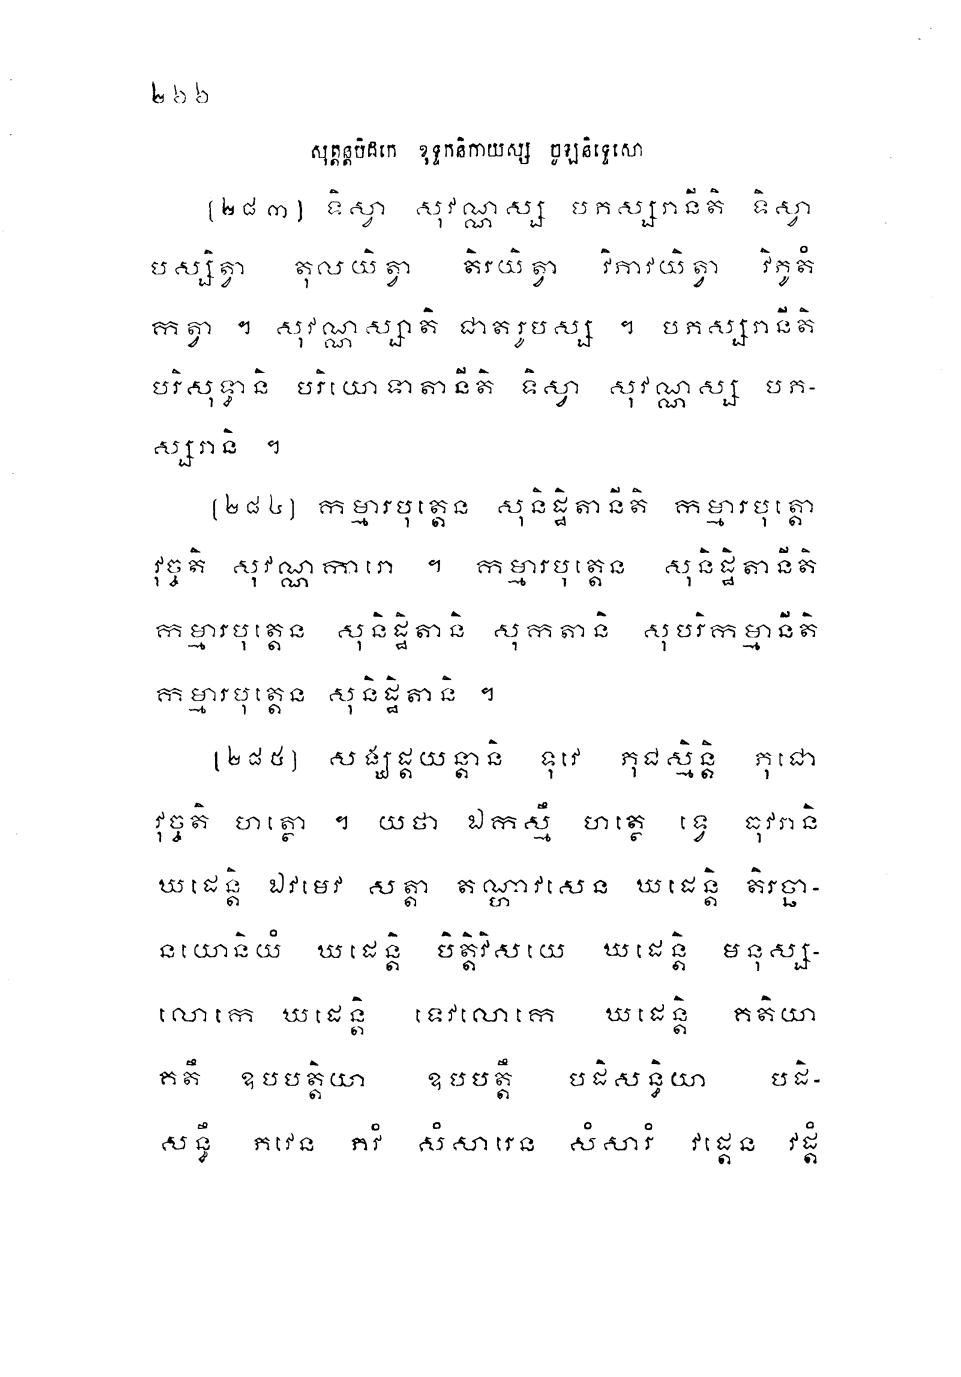 ២៦៦
សុត្តន្តបិដកេ ខុទ្ទកនិកាយស្ស ចូឡនិទ្ទេសោ
[២៨៣] ទិស្វា សុវណ្ណស្ស បភស្សរានីតិ ទិស្វា
បស្សិត្វា តុលយិត្វា តិរយិត្វា វិភាវយិត្វា វិភូតំ
កត្វា ។ សុវណ្ណស្សាតិ ជាតរូបស្ស ។ បភស្សរានីតិ
បរិសុទ្ធានិ បរិយោទាតានីតិ ទិស្វា សុវណ្ណស្ស បភ-
ស្សរានិ ។
[២៨៤] កម្មារបុត្តេន សុនិដ្ឋិតានីតិ កម្មារបុត្តោ
វុច្ចតិ សុវណ្ណការោ ។ កម្មារបុត្តេន សុនិដ្ឋិតានីតិ
កម្មារបុត្តេន សុនិដ្ឋិតានិ សុកតានិ សុបរិកម្មានីតិ
កម្មារបុត្តេន សុនិដ្ឋិតានិ ។
[២៨៥] សង្ឃដ្តយន្តានិ ទុវេ ភុជស្មិន្តិ ភុជោ
វុច្ចតិ ហត្ថោ ។ យថា ឯកស្មឹ ហត្ថេ ទ្វេ ធុវរានិ
ឃដេន្តិ ឯវមេវ សត្តា តណ្ហាវសេន ឃដេន្តិ តិរច្ឆា-
នយោនិយំ ឃដេន្តិ បិត្តិវិសយេ ឃដេន្តិ មនុស្ស-
លោកេ ឃដេន្តិ ទេវលោកេ ឃដេន្តិ គតិយា
គតឹ ឧបបត្តិយា ឧបបត្តឹ បដិសន្ធិយា បដិ-
សន្ធឹ ភវេន ភវំ សំសារេន សំសារំ វដ្តេន វដ្តំ